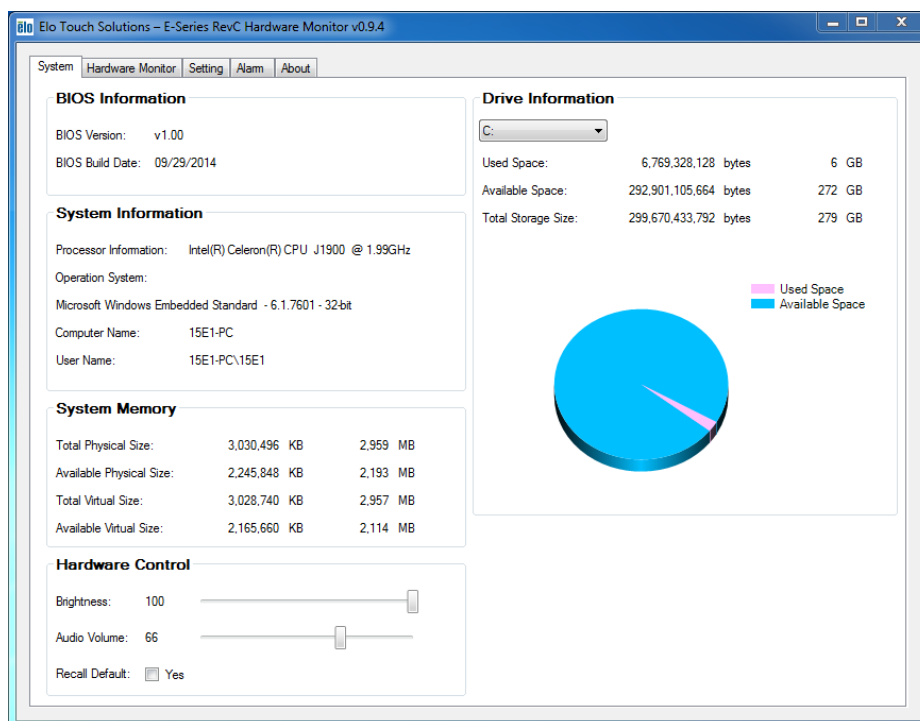 elo Elo Touch Solutions – E-Series RevC Hardware Monitor v0.9.4
System Hardware Monitor Setting Alarm About
BIOS Information
BIOS Version: v1.00
BIOS Build Date: 09/29/2014
System Information
Processor Information: Intel(R) Celeron(R) CPU J1900 @ 1.99GHz
Operation System:
Microsoft Windows Embedded Standard - 6.1.7601 - 32-bit
Computer Name: 15E1-PC
User Name: 15E1-PC\15E1
System Memory
Total Physical Size: 3,030,496 KB 2,959 MB
Available Physical Size: 2,245,848 KB 2,193 MB
Total Virtual Size: 3,028,740 KB 2,957 MB
Available Virtual Size: 2,165,660 KB 2,114 MB
Hardware Control
Brightness: 100
Audio Volume: 66
Recall Default: Yes
Drive Information
C:
Used Space: 6,769,328,128 bytes 6 GB
Available Space: 292,901,105,664 bytes 272 GB
Total Storage Size: 299,670,433,792 bytes 279 GB
Used Space
Available Space